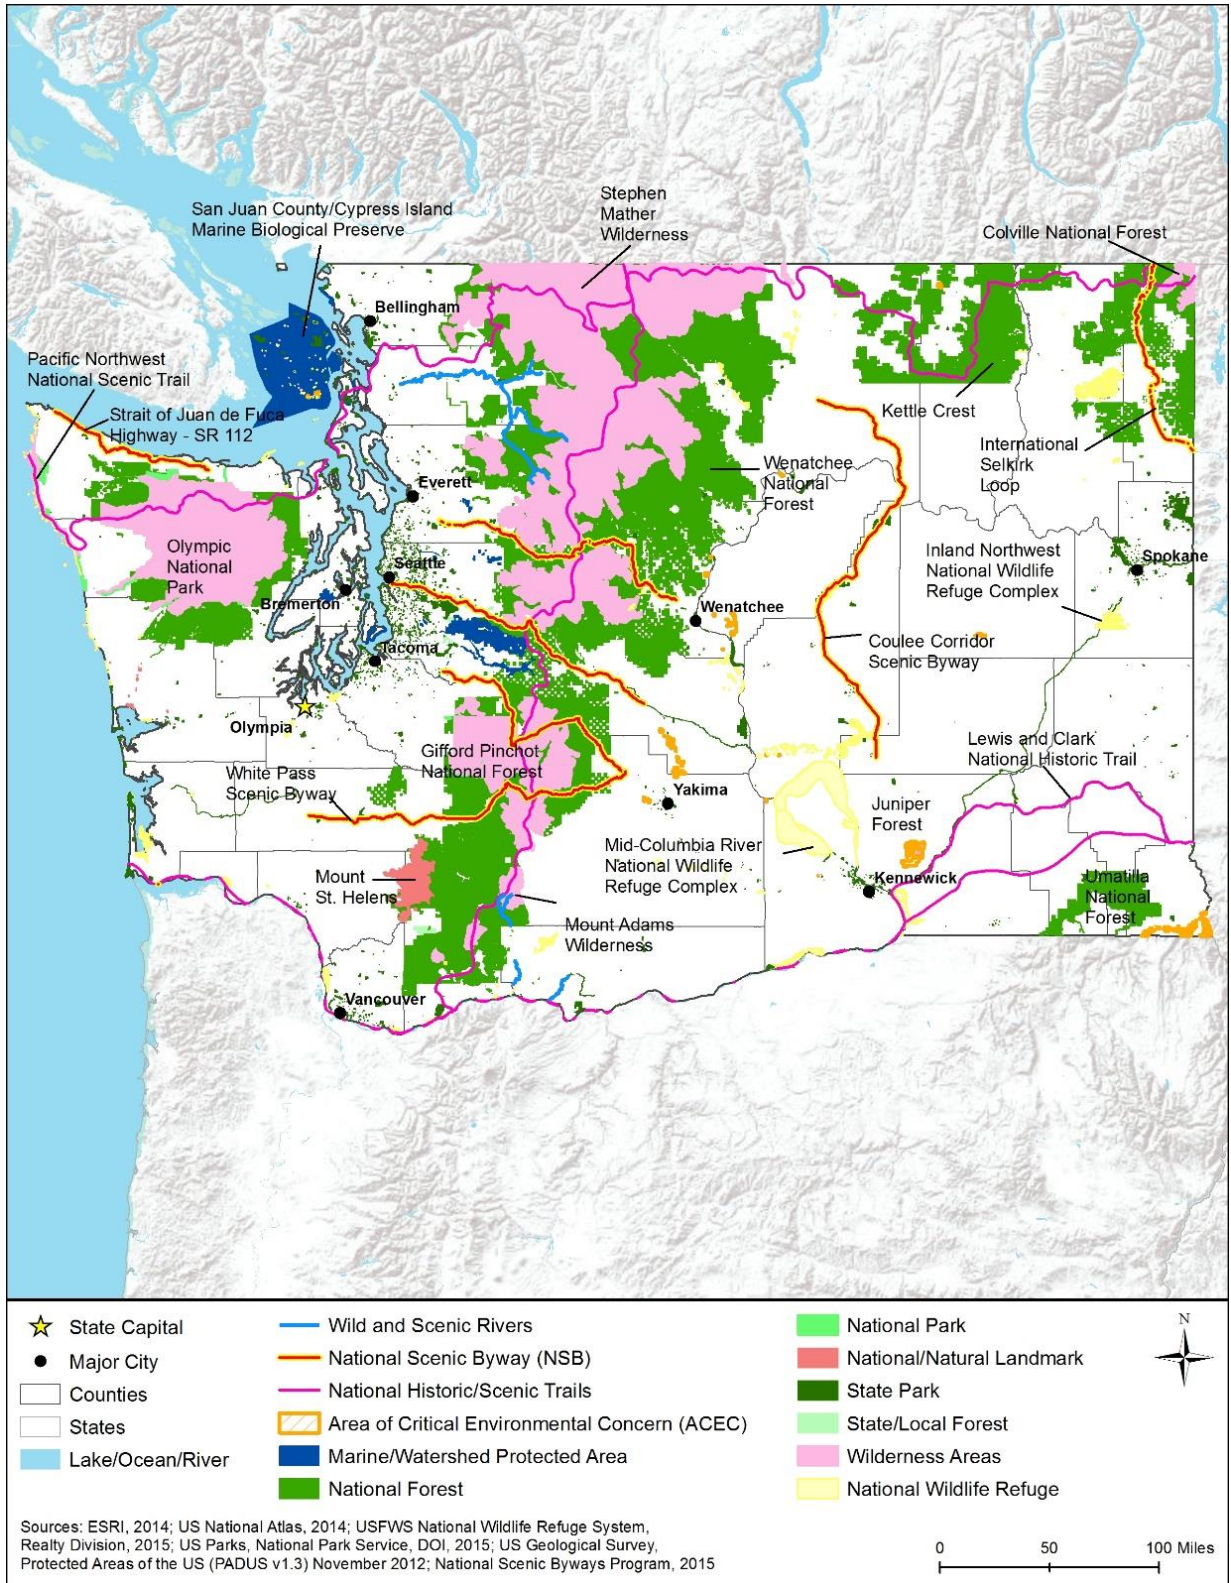 Stephen
Mather
Wilderness
San Juan County/Cypress Island
Marine Biological Preserve
Colville National Forest
Bellingham
Pacific Northwest
National Scenic Trail
Strait of Juan de Fuca
Highway - SR 112
Kettle Crest
International
Selkirk
Loop
Wenatchee
National
Forest
Everett
Olympic
National
Park
Seattle
Bremerton
Inland Northwest
National Wildlife
Refuge Complex
Spokane
Wenatchee
Coulee Corridor
Scenic Byway
Tacoma
Olympia
Gifford Pinchot
National Forest
Lewis and Clark
National Historic Trail
White Pass
Scenic Byway
Yakima
Juniper
Forest
Mid-Columbia River
National Wildlife
Refuge Complex
Mount
St. Helens
Kennewick
Umatilla
National
Forest
Mount Adams
Wilderness
Vancouver
State Capital
Major City
Counties
States
Lake/Ocean/River
Wild and Scenic Rivers
National Scenic Byway (NSB)
National Historic/Scenic Trails
Area of Critical Environmental Concern (ACEC)
Marine/Watershed Protected Area
National Forest
National Park
National/Natural Landmark
State Park
State/Local Forest
Wilderness Areas
National Wildlife Refuge
N
Sources: ESRI, 2014; US National Atlas, 2014; USFWS National Wildlife Refuge System,
Realty Division, 2015; US Parks, National Park Service, DOI, 2015; US Geological Survey,
Protected Areas of the US (PADUS v1.3) November 2012; National Scenic Byways Program, 2015
0 50 100 Miles